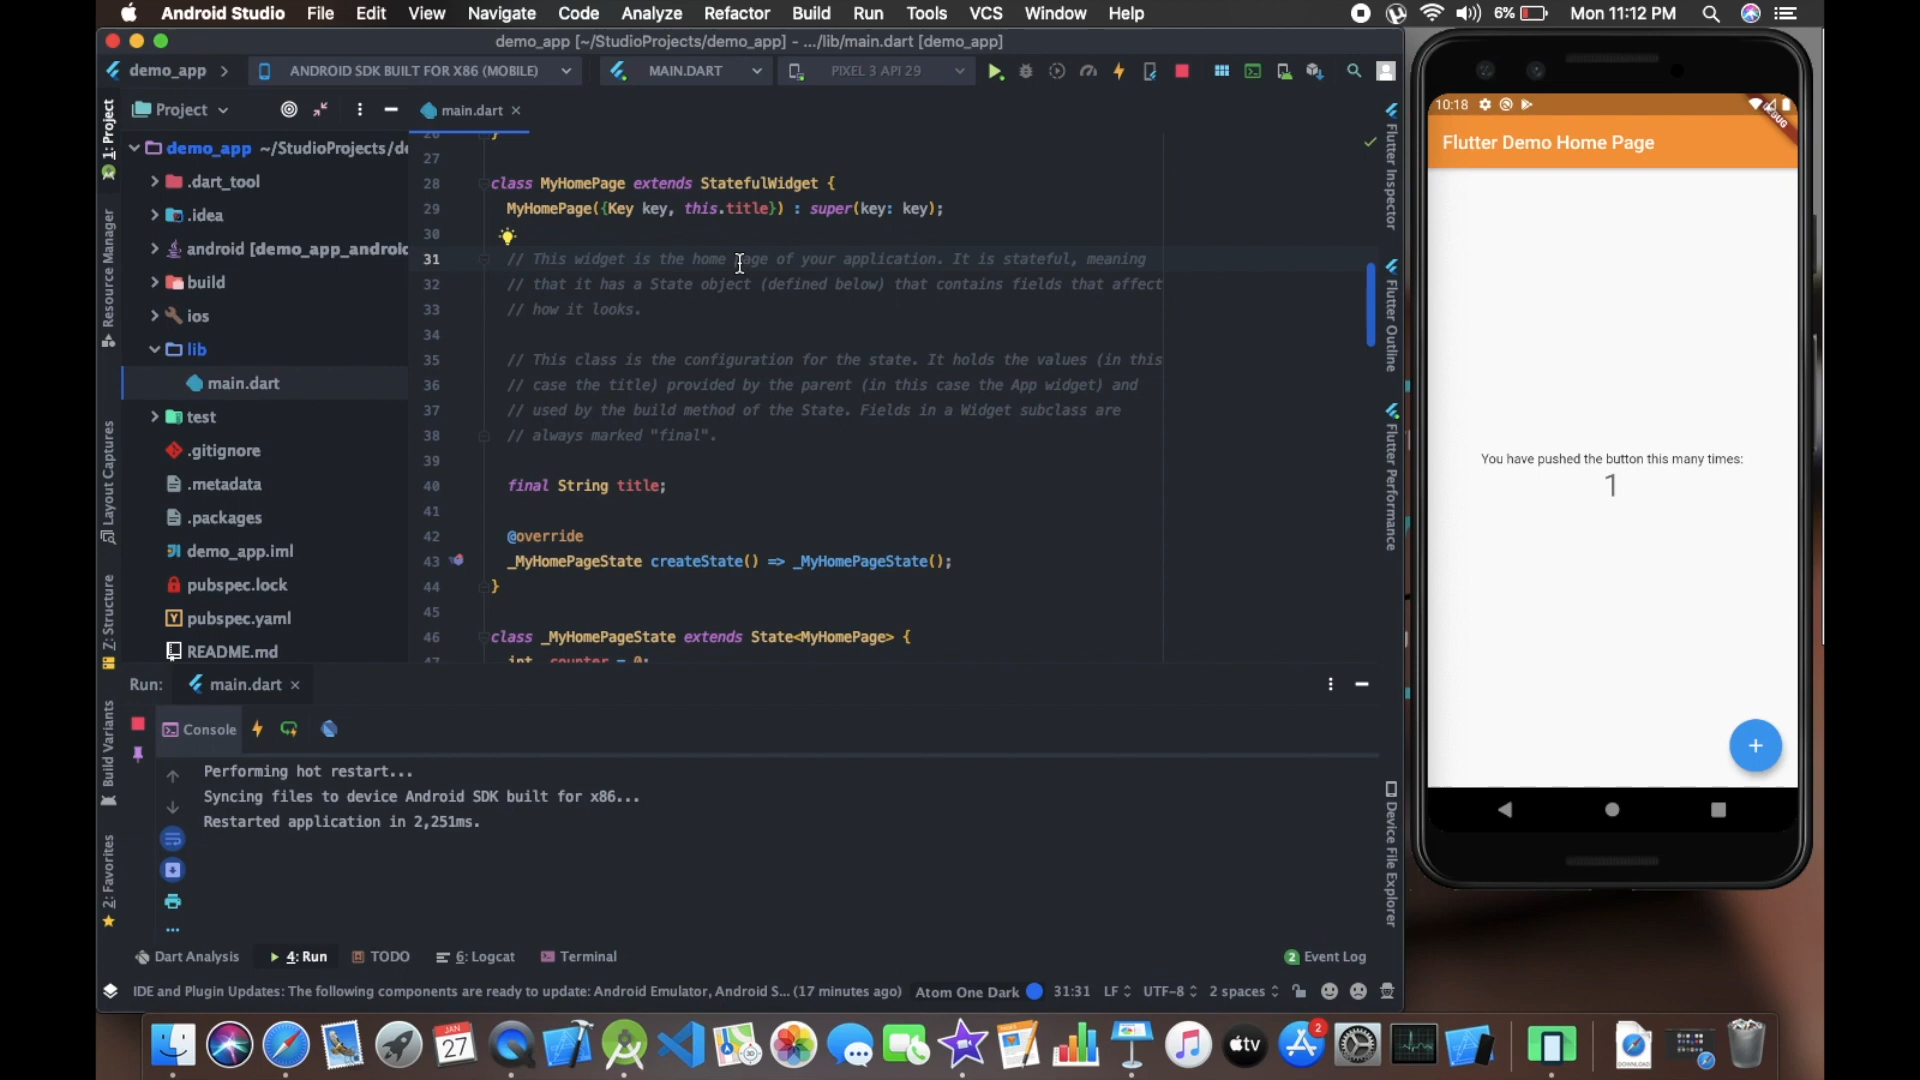 Android Studio File Edit View Navigate Code Analyze Refactor Build Run Tools VCS Window Help 6% Mon 11:12 PM
demo_app [~/StudioProjects/demo_app] - .../lib/main.dart [demo_app]
demo_app ANDROID SDK BUILT FOR X86 (MOBILE) MAIN.DART PIXEL 3 API 29
1: Project
Resource Manager
Layout Captures
Z: Structure
Build Variants
2: Favorites
Project
demo_app ~/StudioProjects/de
.dart_tool
.idea
android [demo_app_android
build
ios
lib
main.dart
test
.gitignore
.metadata
.packages
demo_app.iml
pubspec.lock
pubspec.yaml
README.md
main.dart
26 }
27
28 class MyHomePage extends StatefulWidget {
29 MyHomePage({Key key, this.title}) : super(key: key);
30
31 // This widget is the home page of your application. It is stateful, meaning
32 // that it has a State object (defined below) that contains fields that affect
33 // how it looks.
34
35 // This class is the configuration for the state. It holds the values (in this
36 // case the title) provided by the parent (in this case the App widget) and
37 // used by the build method of the State. Fields in a Widget subclass are
38 // always marked "final".
39
40 final String title;
41
42 @override
43 _MyHomePageState createState() => _MyHomePageState();
44 }
45
46 class _MyHomePageState extends State<MyHomePage> {
47 int _counter = 0;
Flutter Inspector
Flutter Outline
Flutter Performance
Device File Explorer
Run: main.dart
Console
Performing hot restart...
Syncing files to device Android SDK built for x86...
Restarted application in 2,251ms.
Dart Analysis 4: Run TODO 6: Logcat Terminal 2 Event Log
IDE and Plugin Updates: The following components are ready to update: Android Emulator, Android S... (17 minutes ago) Atom One Dark 31:31 LF UTF-8 2 spaces
10:18
Flutter Demo Home Page
You have pushed the button this many times:
1
+
JAN
27
tv
2
DOWNLOAD